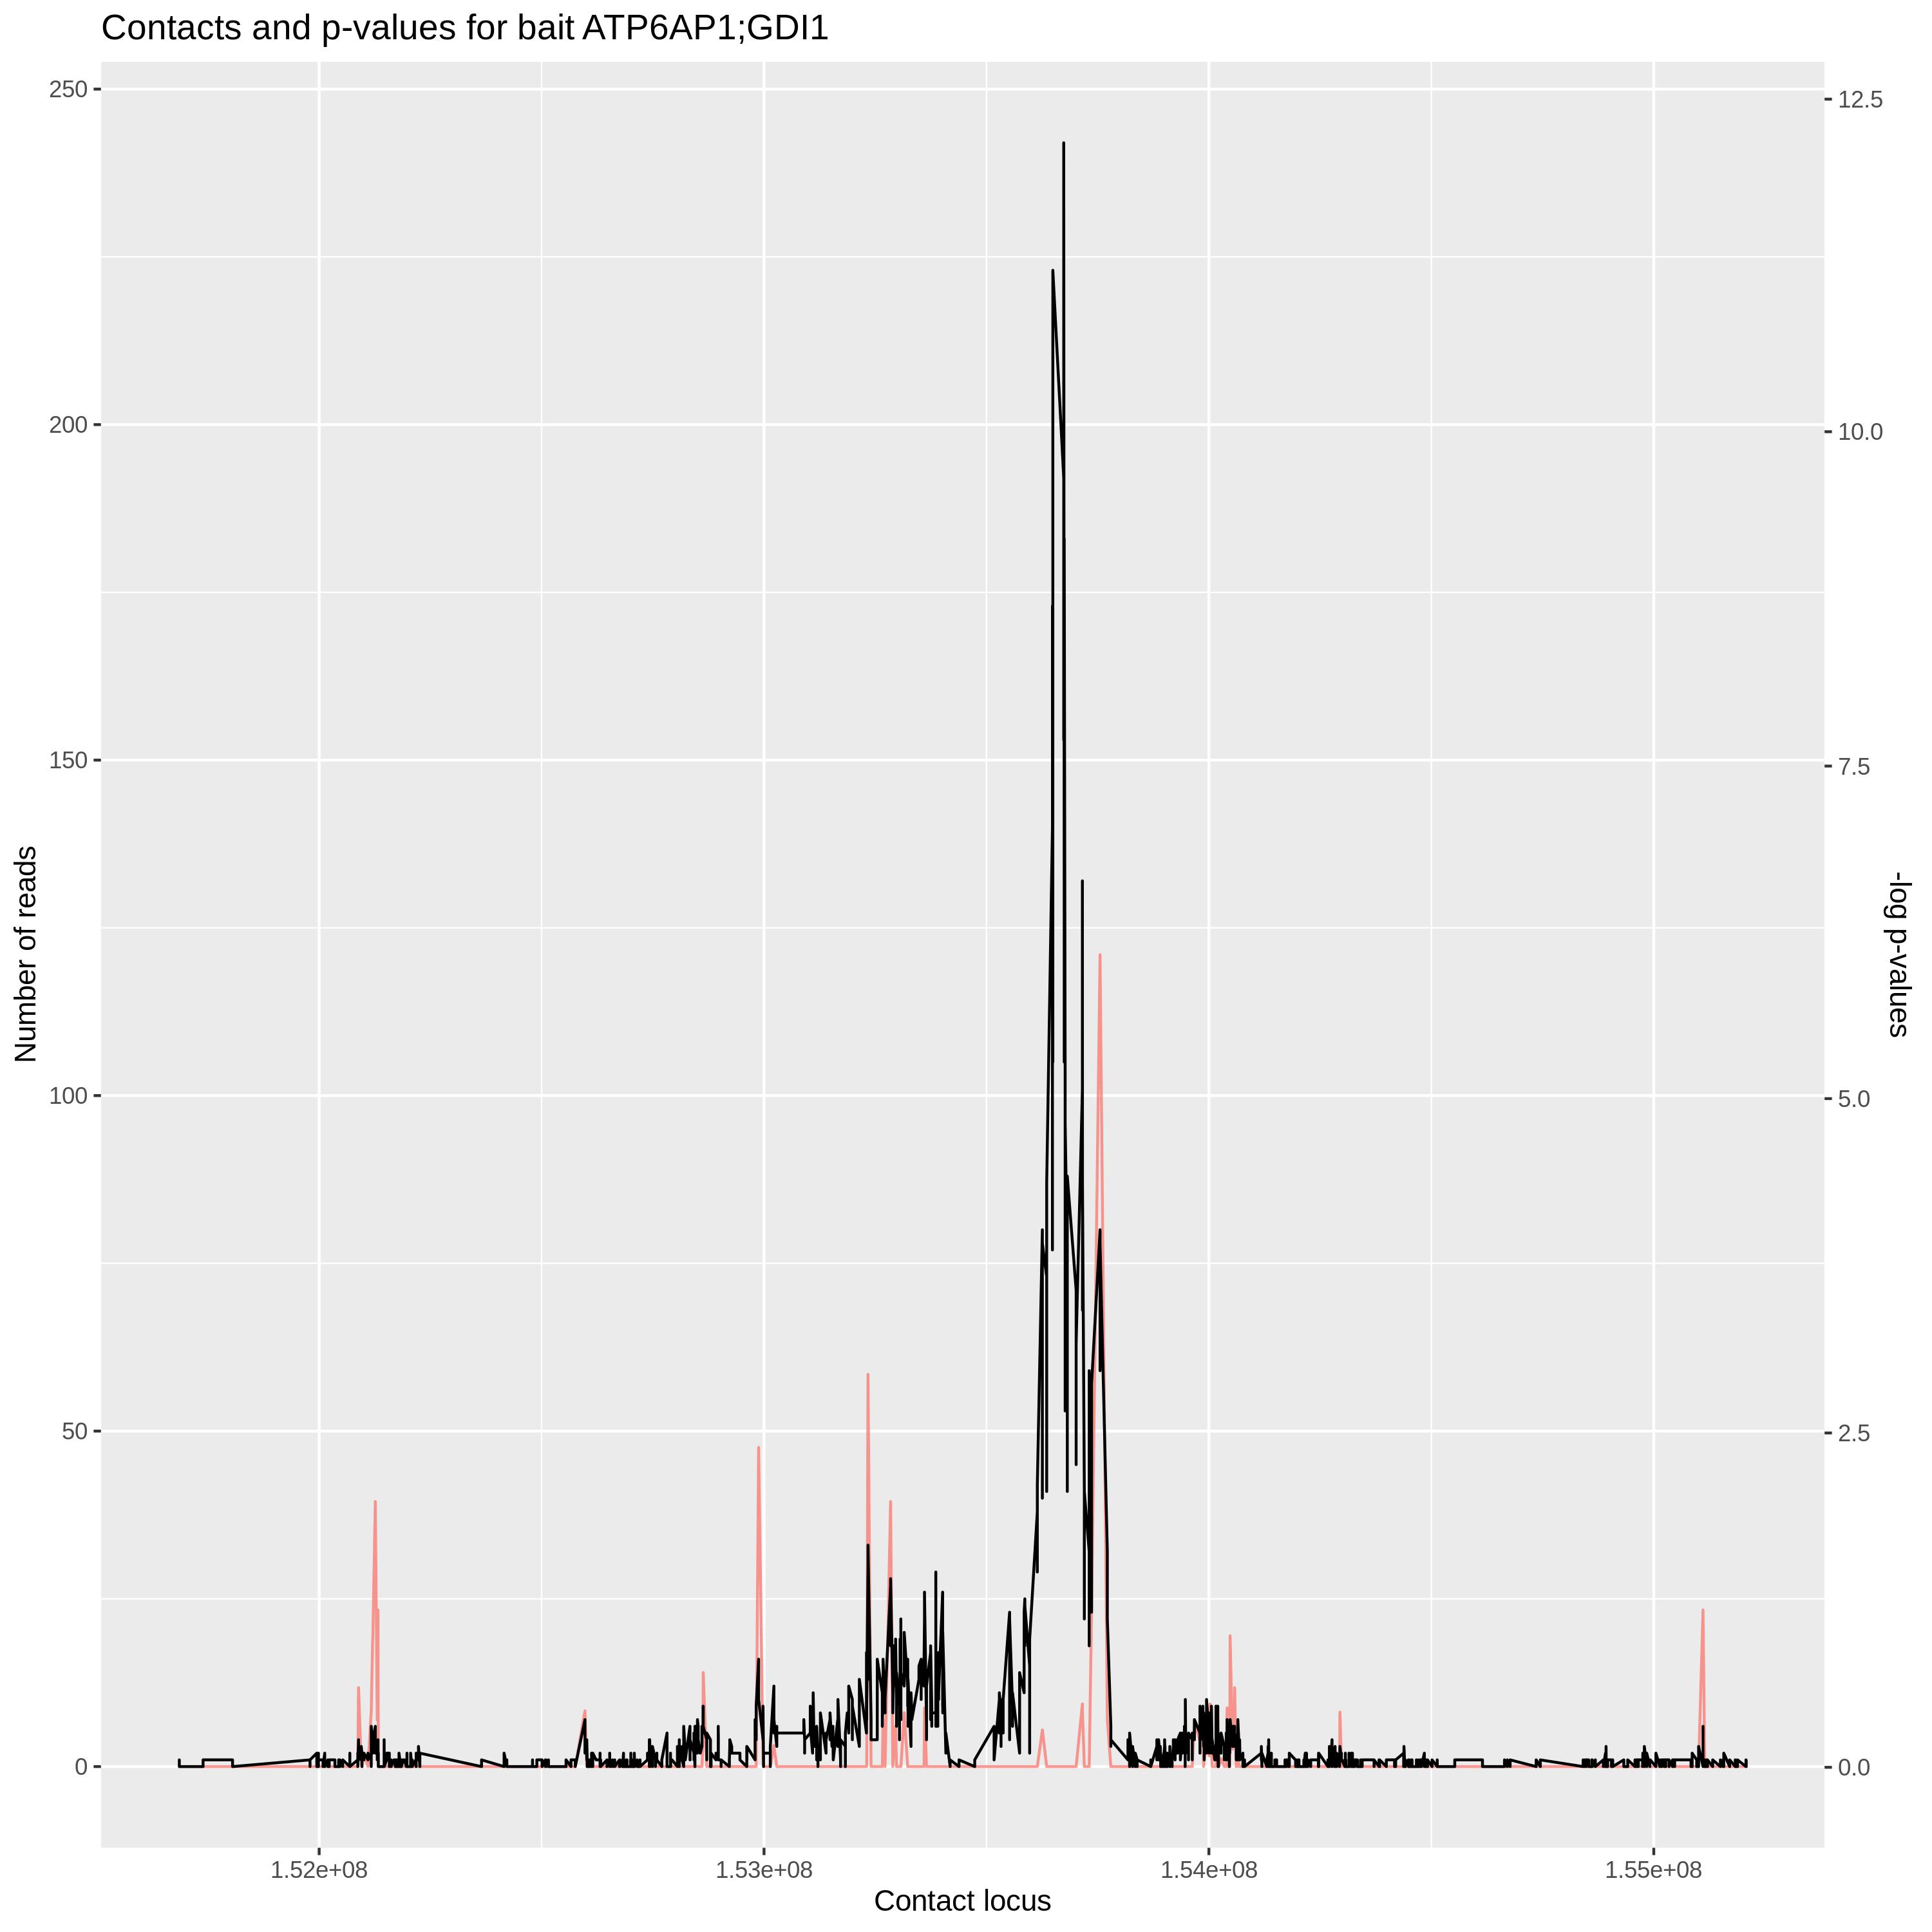 Contacts and p-values for bait ATP6AP1;GDI1
250
200
150
100
50
0
12.5
10.0
7.5
5.0
2.5
0.0
Number of reads
-log p-values
1.52e+08
1.53e+08
1.54e+08
1.55e+08
Contact locus